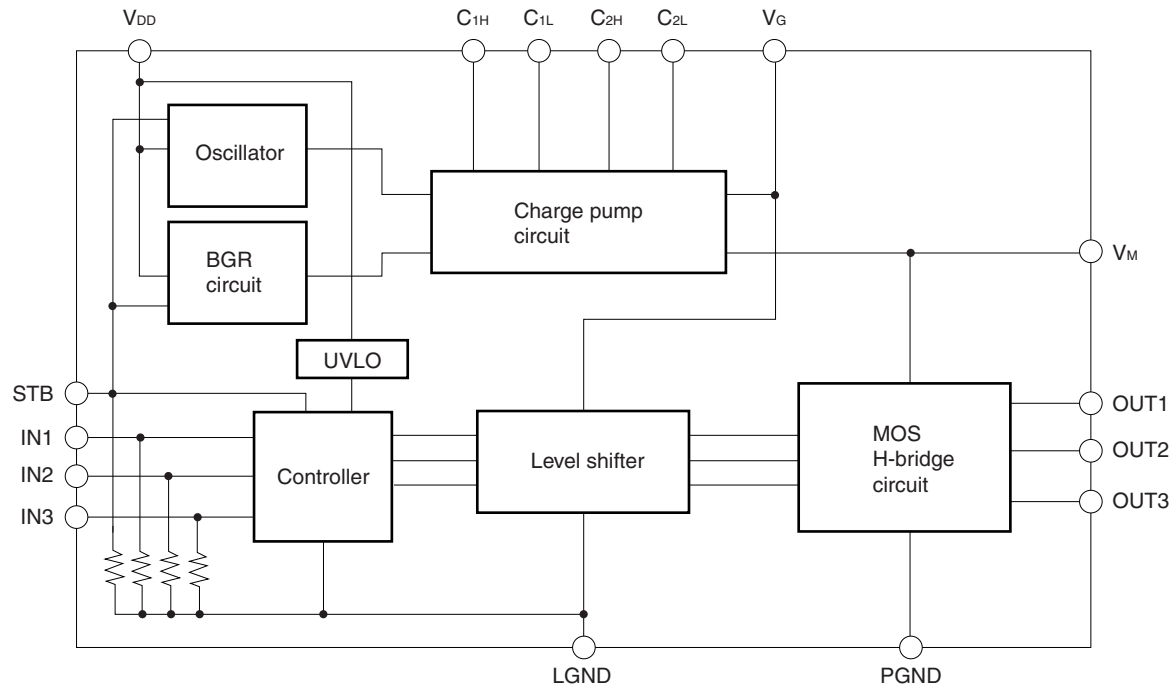 VDD
C1H
C1L
C2H
C2L
VG
Oscillator
Charge pump
circuit
BGR
circuit
VM
UVLO
STB
IN1
IN2
IN3
Controller
Level shifter
MOS
H-bridge
circuit
OUT1
OUT2
OUT3
LGND
PGND